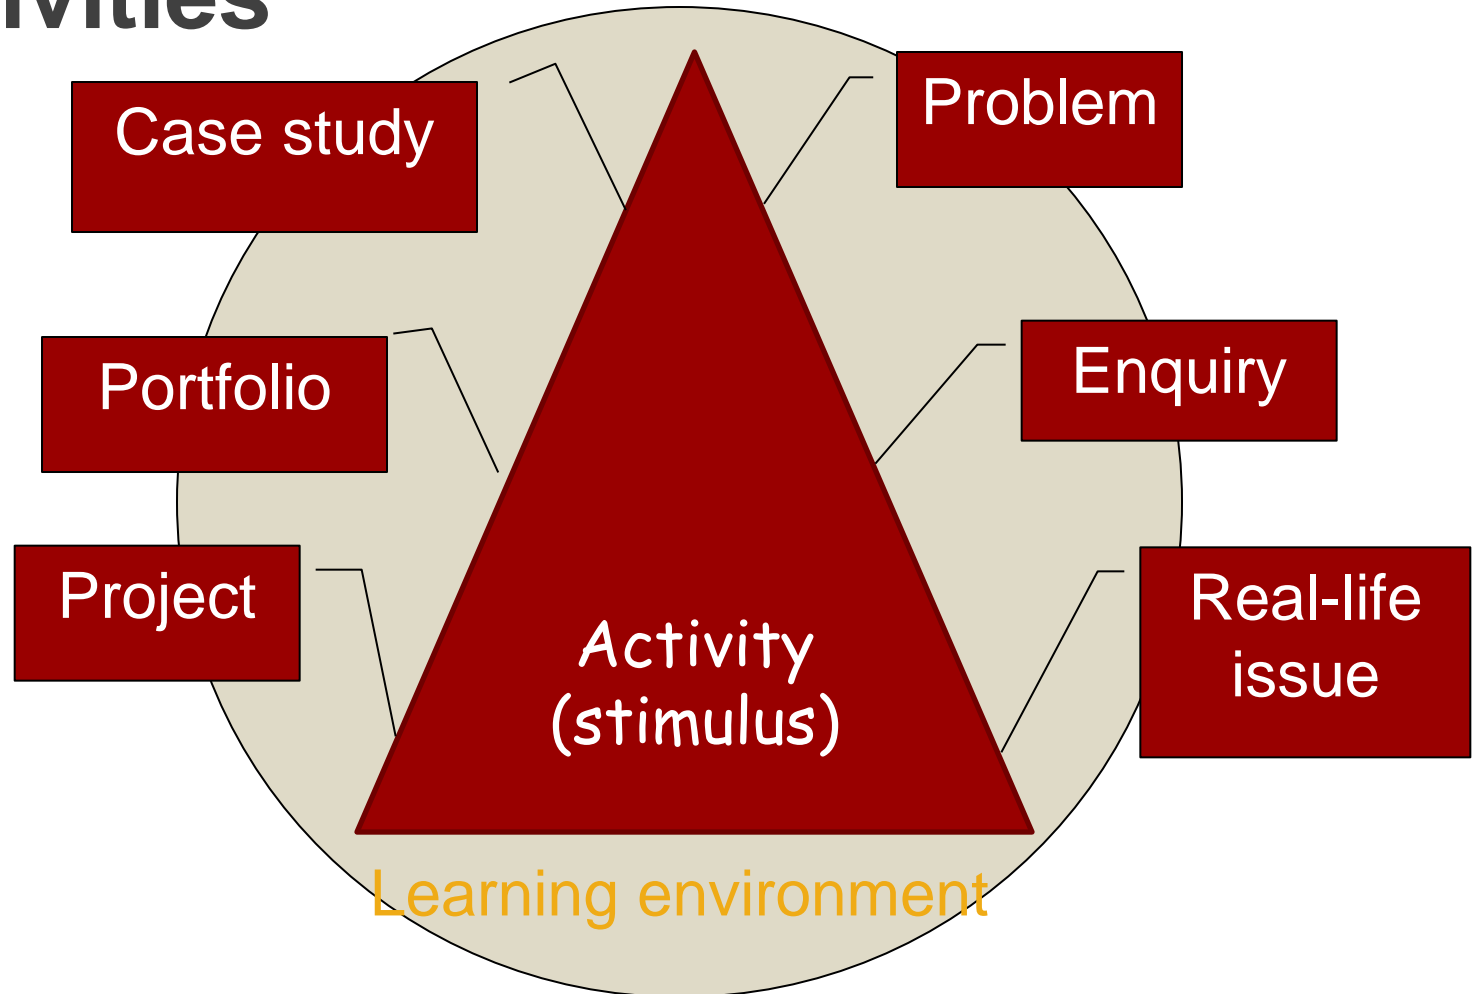 Case study
Problem
Portfolio
Enquiry
Project
Real-life
issue
Activity
(stimulus)
Learning environment